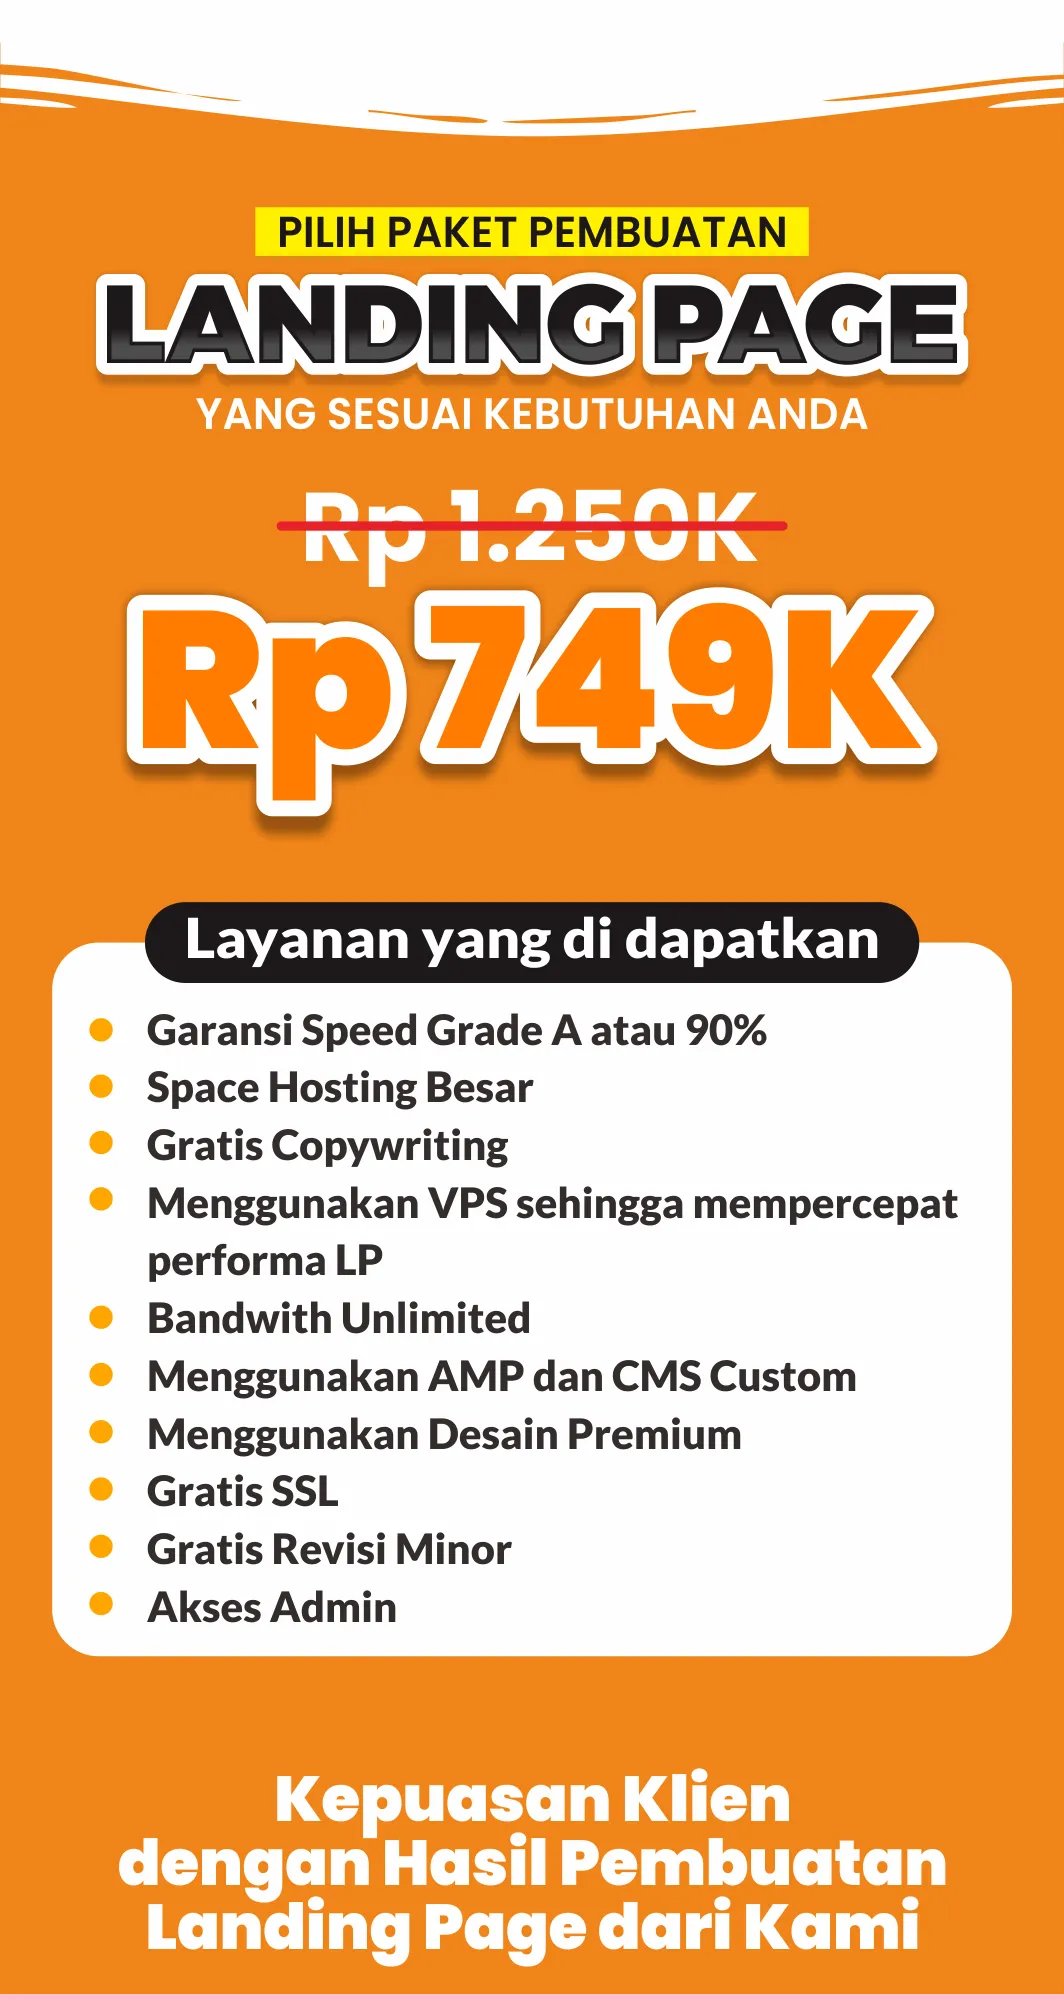 PILIH PAKET PEMBUATAN
LANDING PAGE
YANG SESUAI KEBUTUHAN ANDA
Rp 1.250K
Rp 749K
Layanan yang di dapatkan
Garansi Speed Grade A atau 90%
Space Hosting Besar
Gratis Copywriting
Menggunakan VPS sehingga mempercepat
performa LP
Bandwith Unlimited
Menggunakan AMP dan CMS Custom
Menggunakan Desain Premium
Gratis SSL
Gratis Revisi Minor
Akses Admin
Kepuasan Klien
dengan Hasil Pembuatan
Landing Page dari Kami